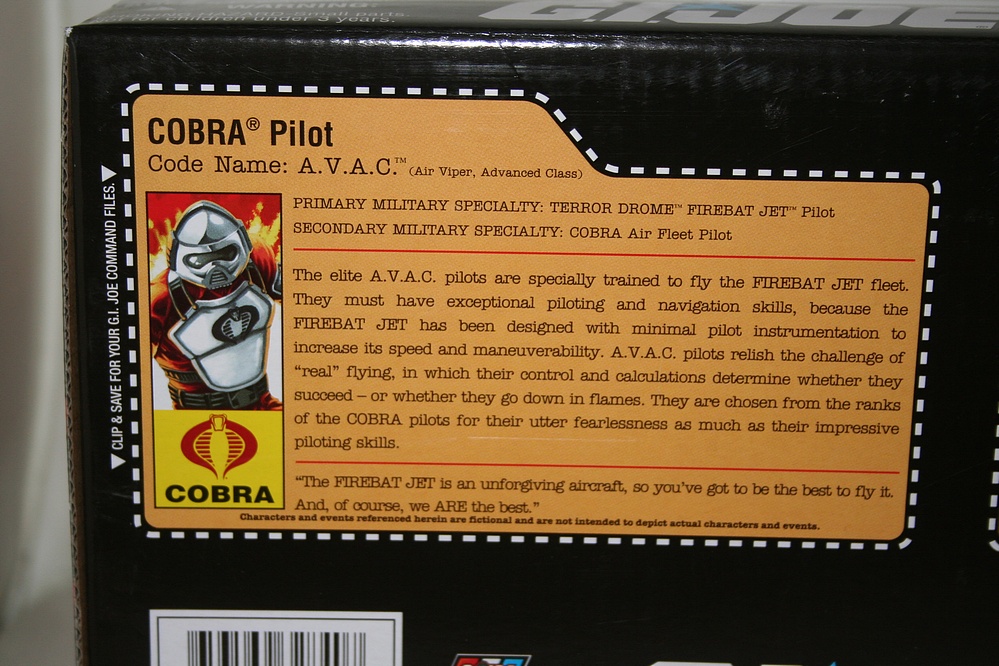 WARNING
for children under 3 years.
G.I. JOE
COBRA® Pilot
Code Name: A.V.A.C.™ (Air Viper, Advanced Class)
CLIP & SAVE FOR YOUR G.I. JOE COMMAND FILES.
PRIMARY MILITARY SPECIALTY: TERROR DROME™ FIREBAT JET™ Pilot
SECONDARY MILITARY SPECIALTY: COBRA Air Fleet Pilot
The elite A.V.A.C. pilots are specially trained to fly the FIREBAT JET fleet.
They must have exceptional piloting and navigation skills, because the
FIREBAT JET has been designed with minimal pilot instrumentation to
increase its speed and maneuverability. A.V.A.C. pilots relish the challenge of
“real” flying, in which their control and calculations determine whether they
succeed – or whether they go down in flames. They are chosen from the ranks
of the COBRA pilots for their utter fearlessness as much as their impressive
piloting skills.
COBRA
“The FIREBAT JET is an unforgiving aircraft, so you’ve got to be the best to fly it.
And, of course, we ARE the best.”
Characters and events referenced herein are fictional and are not intended to depict actual characters and events.